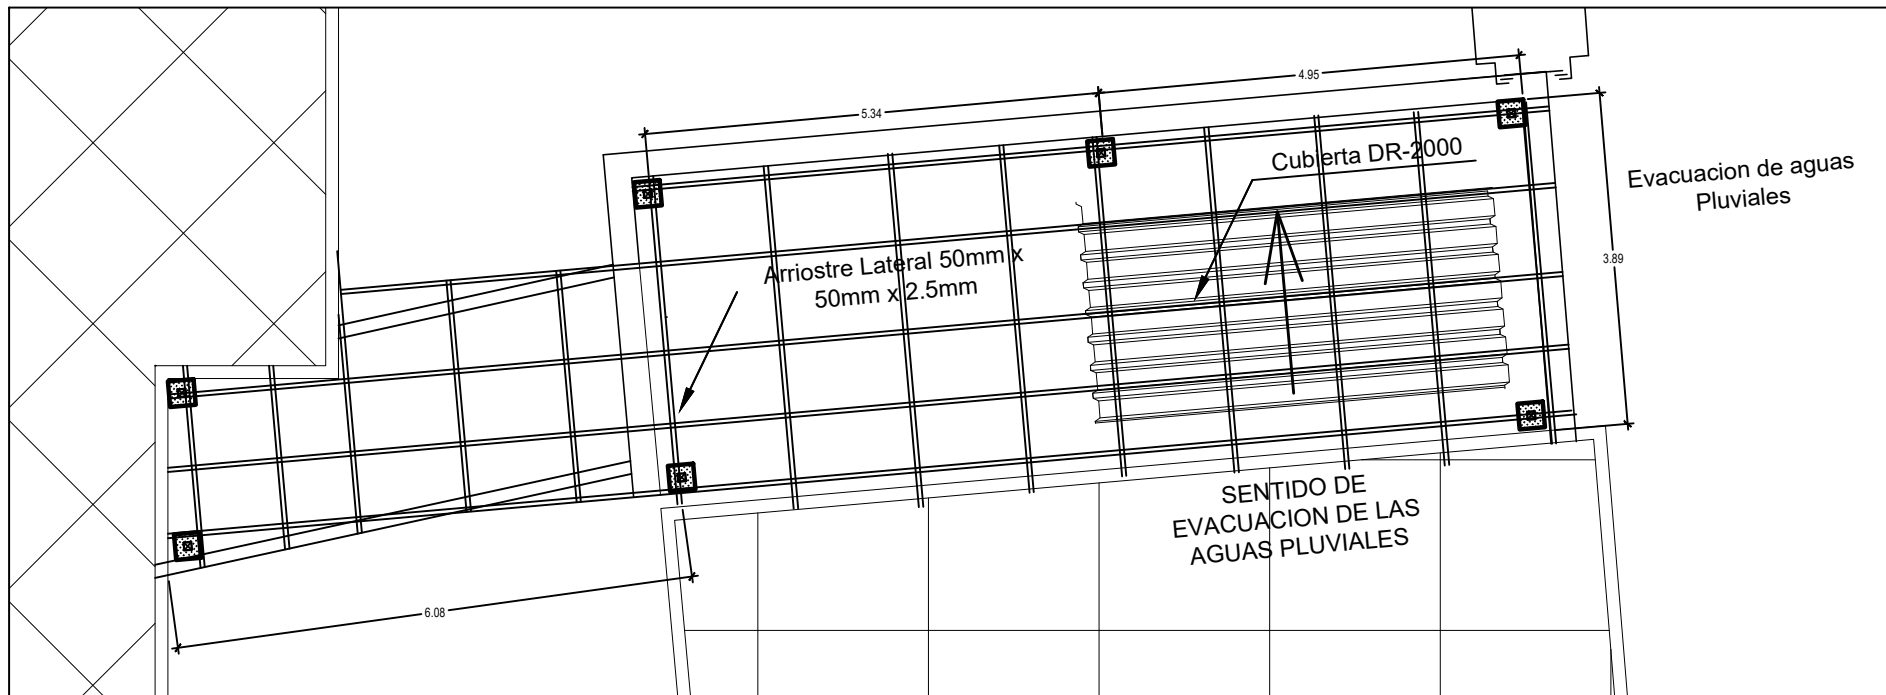 4.95
5.34
Cubierta DR-2000
Evacuacion de aguas
Pluviales
3.89
Arriostre Lateral 50mm x
50mm x 2.5mm
SENTIDO DE
EVACUACION DE LAS
AGUAS PLUVIALES
6.08